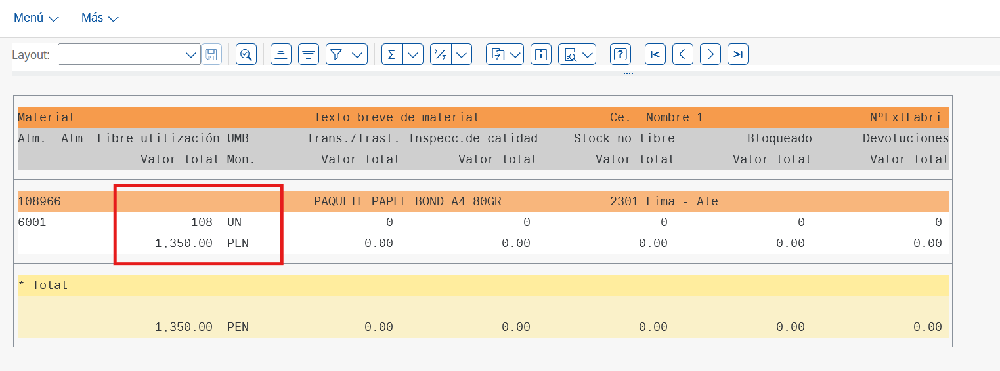 Menú Más
Layout:
Material Texto breve de material Ce. Nombre 1 NºExtFabri
Alm. Alm Libre utilización UMB Trans./Trasl. Inspecc.de calidad Stock no libre Bloqueado Devoluciones
Valor total Mon. Valor total Valor total Valor total Valor total Valor total
108966 PAQUETE PAPEL BOND A4 80GR 2301 Lima - Ate
6001 108 UN 0 0 0 0 0
1,350.00 PEN 0.00 0.00 0.00 0.00 0.00
* Total
1,350.00 PEN 0.00 0.00 0.00 0.00 0.00